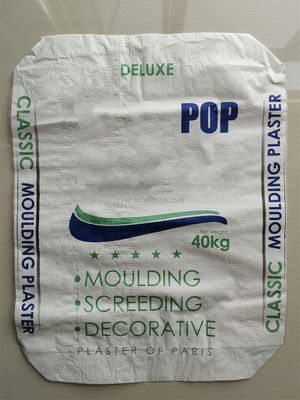 DELUXE
POP
CLASSIC MOULDING PLASTER
CLASSIC MOULDING PLASTER
Net weight
40kg
• MOULDING
• SCREEDING
• DECORATIVE
PLASTER OF PARIS